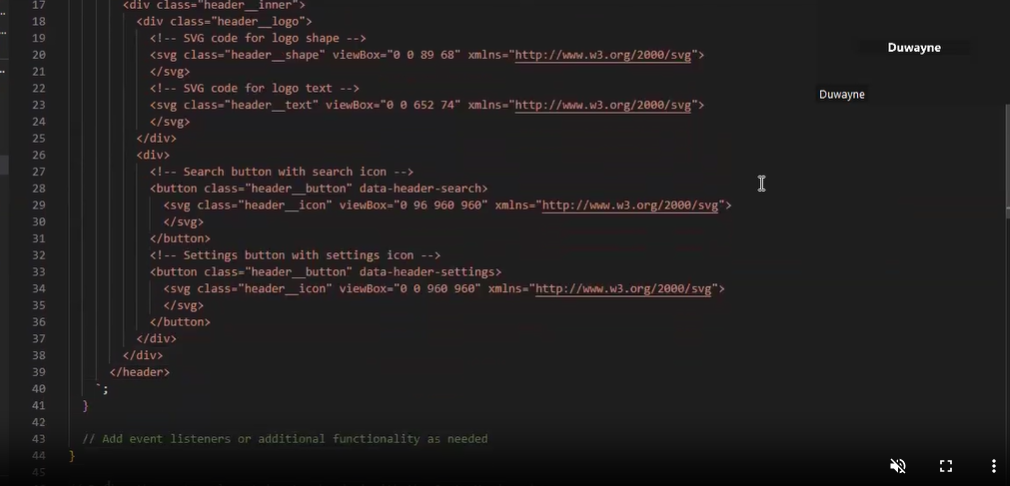 17 <div class="header__inner">
18 <div class="header__logo">
19 <!-- SVG code for logo shape -->
20 <svg class="header__shape" viewBox="0 0 89 68" xmlns="http://www.w3.org/2000/svg">
21 </svg>
22 <!-- SVG code for logo text -->
23 <svg class="header__text" viewBox="0 0 652 74" xmlns="http://www.w3.org/2000/svg">
24 </svg>
25 </div>
26 <div>
27 <!-- Search button with search icon -->
28 <button class="header__button" data-header-search>
29 <svg class="header__icon" viewBox="0 96 960 960" xmlns="http://www.w3.org/2000/svg">
30 </svg>
31 </button>
32 <!-- Settings button with settings icon -->
33 <button class="header__button" data-header-settings>
34 <svg class="header__icon" viewBox="0 0 960 960" xmlns="http://www.w3.org/2000/svg">
35 </svg>
36 </button>
37 </div>
38 </div>
39 </header>
40 `;
41 }
42
43 // Add event listeners or additional functionality as needed
44 }
45
Duwayne
Duwayne